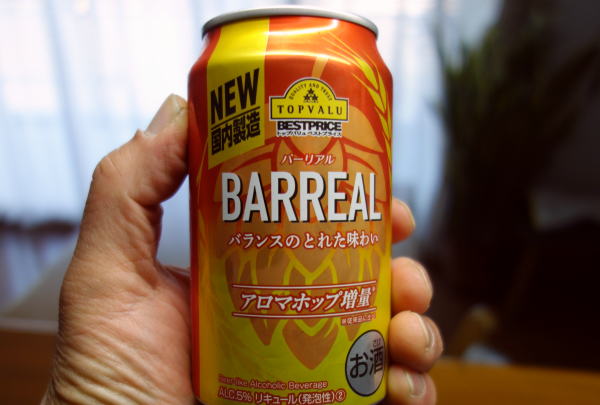 NEW
国内製造
QUALITY AND TRUST
TOPVALU
BESTPRICE
トップバリュ ベストプライス
バーリアル
BARREAL
バランスのとれた味わい
アロマホップ増量*
お酒
Beer-like Alcoholic Beverage
ALC.5% リキュール(発泡性)②